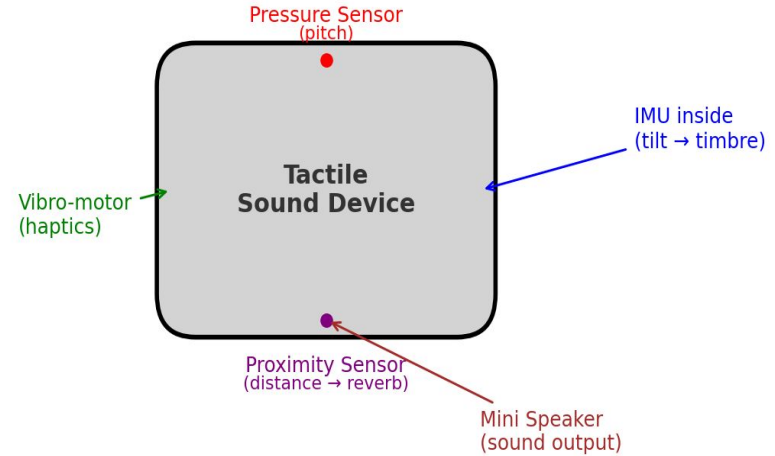 Pressure Sensor
(pitch)
IMU inside
(tilt → timbre)
Tactile
Sound Device
Vibro-motor
(haptics)
Proximity Sensor
(distance → reverb)
Mini Speaker
(sound output)